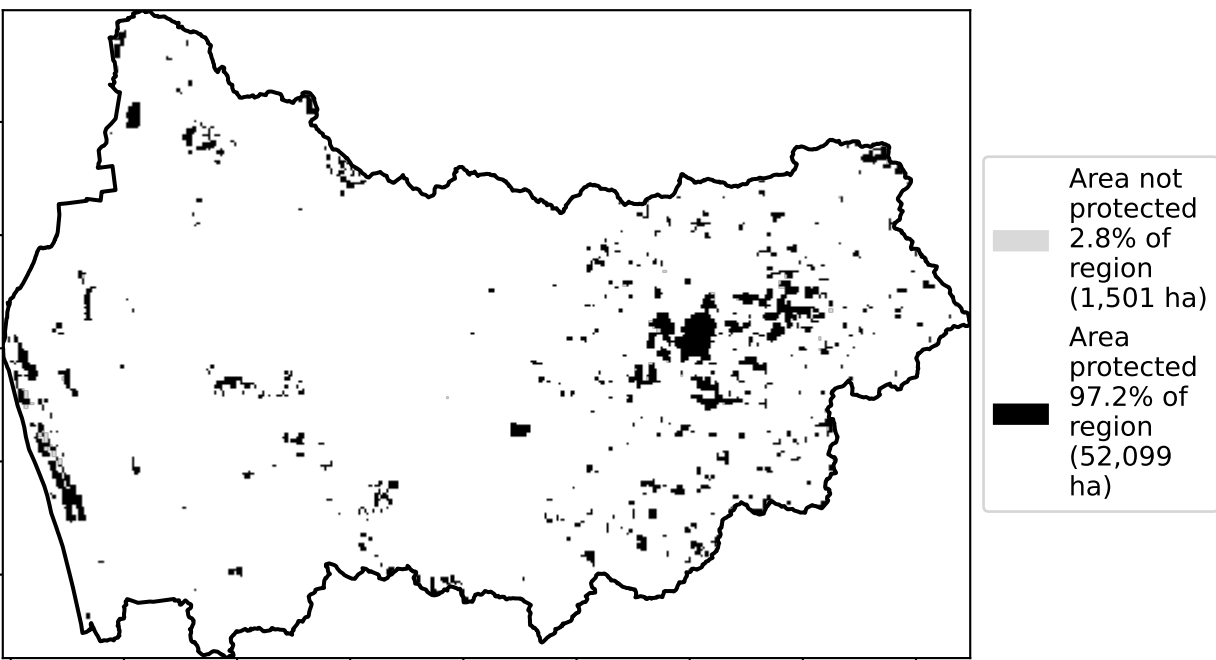 Area not
protected
2.8% of
region
(1,501 ha)
Area
protected
97.2% of
region
(52,099
ha)